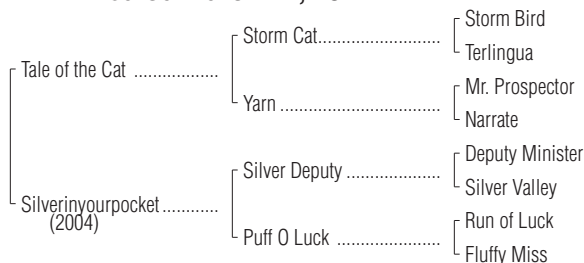 Storm Bird
Storm Cat..............................
Terlingua
Tale of the Cat ..................
Mr. Prospector
Yarn .......................................
Narrate
Deputy Minister
Silver Deputy ......................
Silver Valley
Silverinyourpocket ............
(2004)
Run of Luck
Puff O Luck ........................
Fluffy Miss